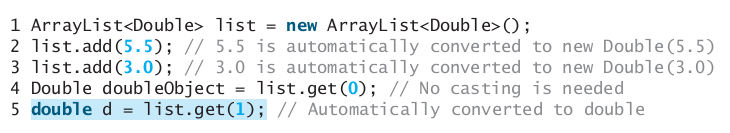 1 ArrayList<Double> list = new ArrayList<Double>();
2 list.add(5.5); // 5.5 is automatically converted to new Double(5.5)
3 list.add(3.0); // 3.0 is automatically converted to new Double(3.0)
4 Double doubleObject = list.get(0); // No casting is needed
5 double d = list.get(1); // Automatically converted to double